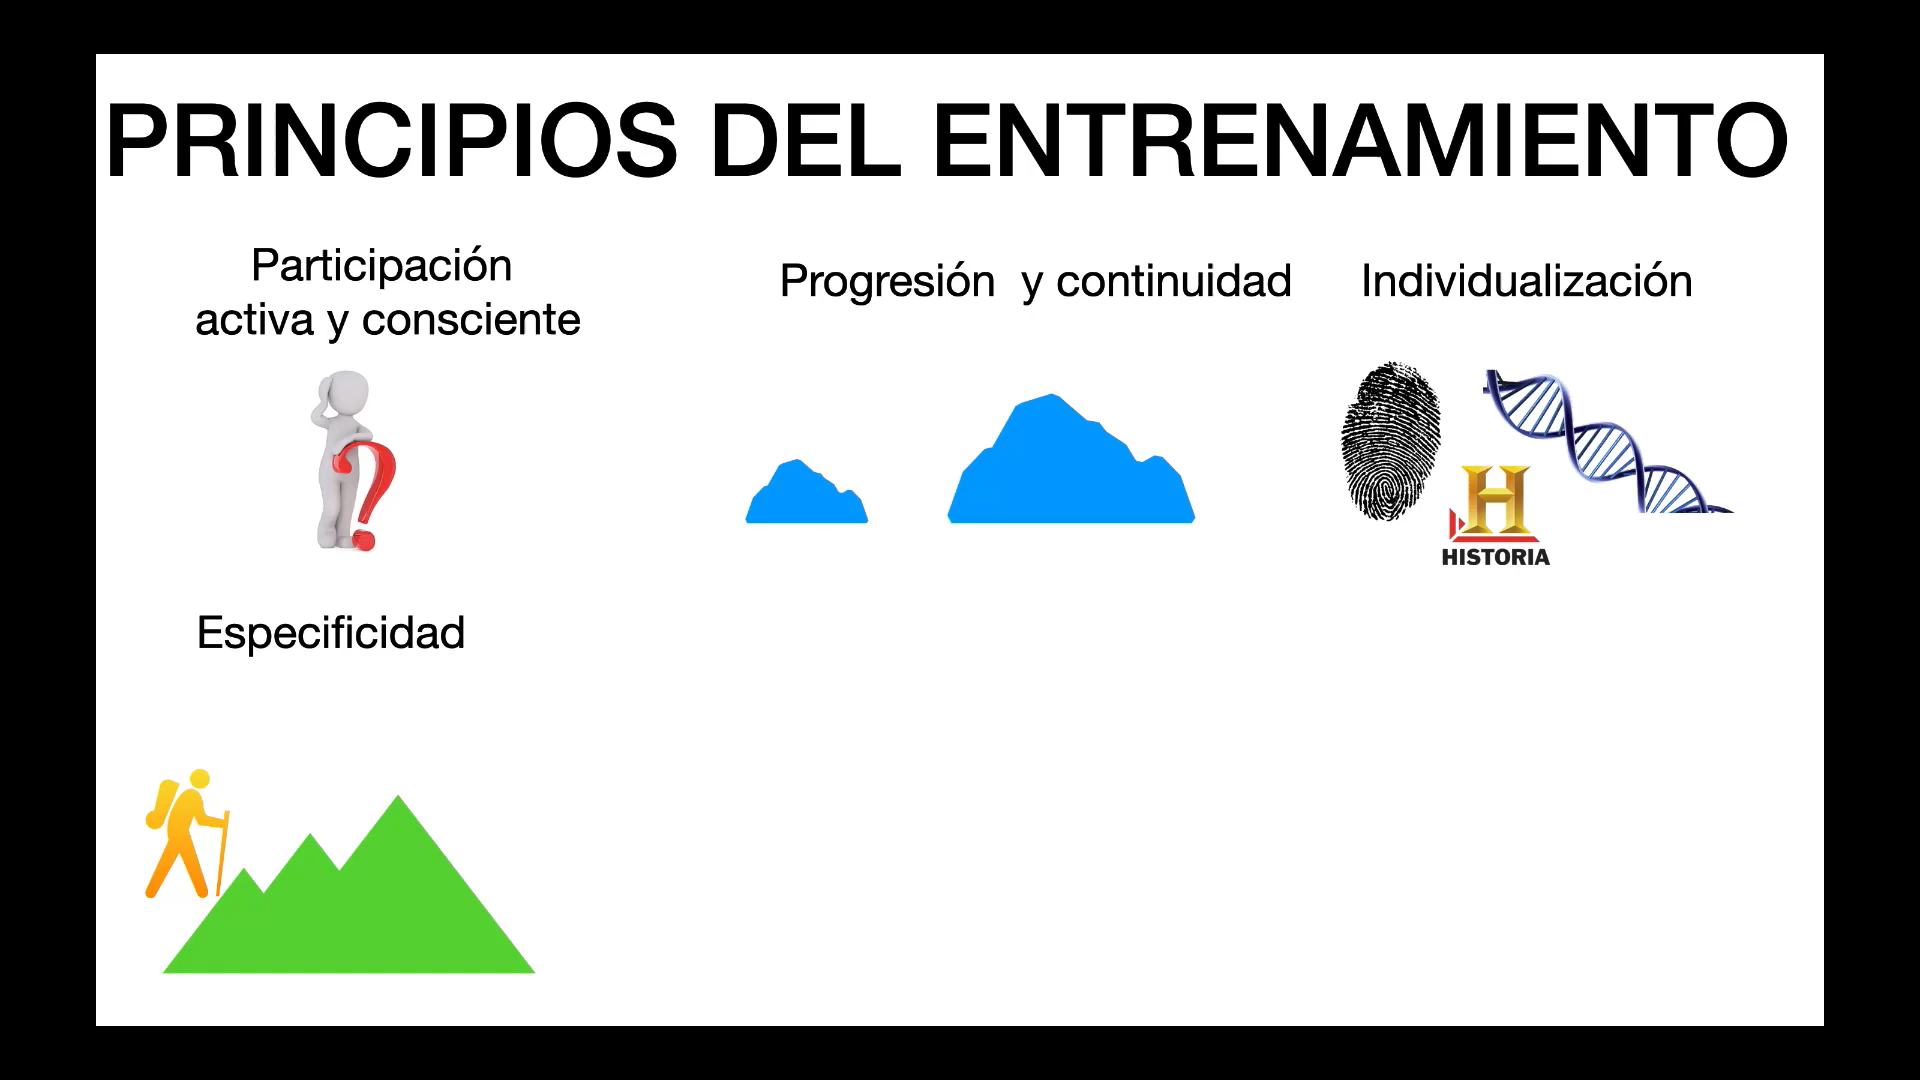 PRINCIPIOS DEL ENTRENAMIENTO
Participación
activa y consciente
Progresión y continuidad
Individualización
H
HISTORIA
Especificidad